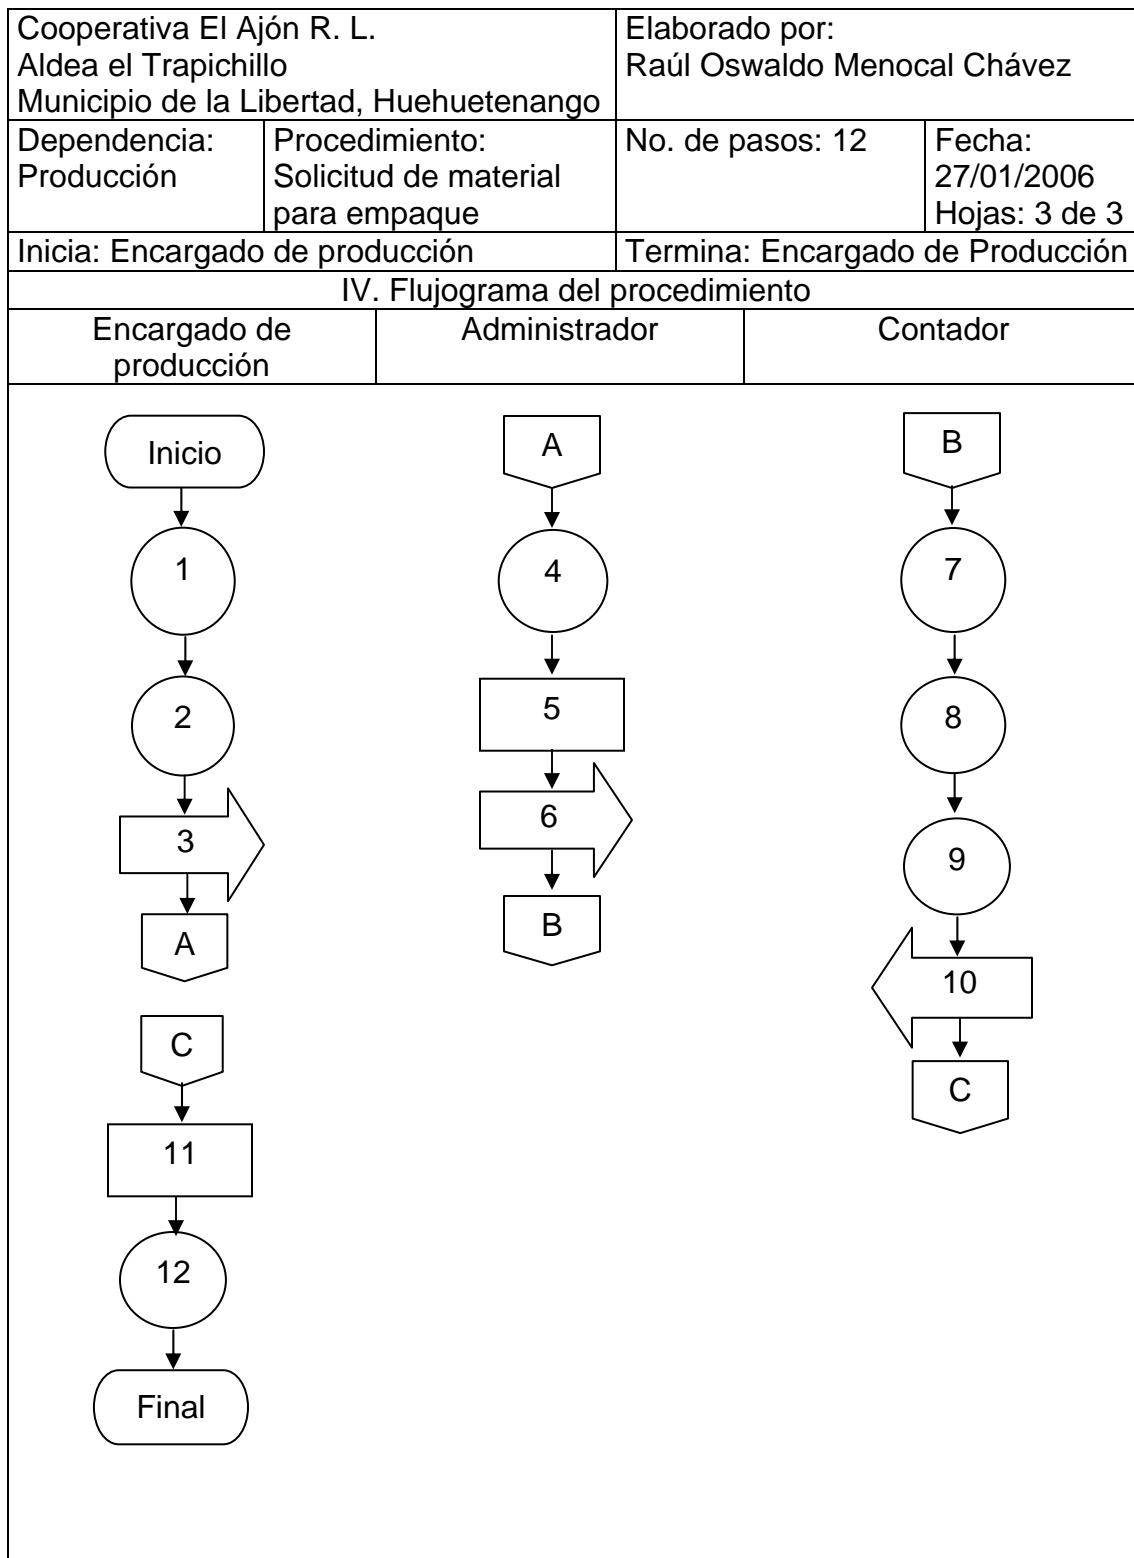 Cooperativa El Ajón R. L.
Aldea el Trapichillo
Municipio de la Libertad, Huehuetenango
Elaborado por:
Raúl Oswaldo Menocal Chávez
Dependencia:
Producción
Procedimiento:
Solicitud de material
para empaque
No. de pasos: 12
Fecha:
27/01/2006
Hojas: 3 de 3
Inicia: Encargado de producción
Termina: Encargado de Producción
IV. Flujograma del procedimiento
Encargado de
producción
Administrador
Contador
Inicio
1
2
3
A
C
11
12
Final
A
4
5
6
B
B
7
8
9
10
C